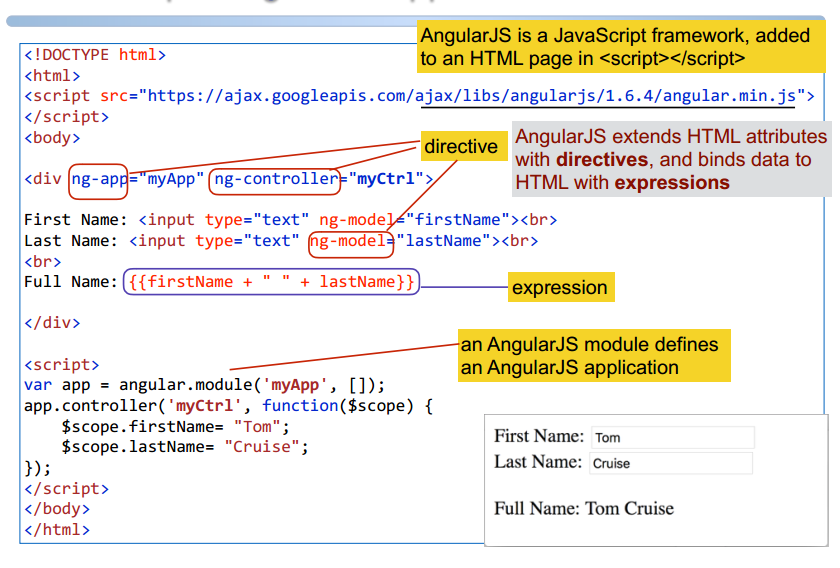 AngularJS is a JavaScript framework, added
to an HTML page in <script></script>
<!DOCTYPE html>
<html>
<script src="https://ajax.googleapis.com/ajax/libs/angularjs/1.6.4/angular.min.js">
</script>
<body>
directive
AngularJS extends HTML attributes
with directives, and binds data to
HTML with expressions
<div ng-app="myApp" ng-controller="myCtrl">
First Name: <input type="text" ng-model="firstName"><br>
Last Name: <input type="text" ng-model="lastName"><br>
<br>
Full Name: {{firstName + " " + lastName}}
expression
</div>
an AngularJS module defines
an AngularJS application
<script>
var app = angular.module('myApp', []);
app.controller('myCtrl', function($scope) {
$scope.firstName= "Tom";
$scope.lastName= "Cruise";
});
</script>
</body>
</html>
First Name: Tom
Last Name: Cruise
Full Name: Tom Cruise